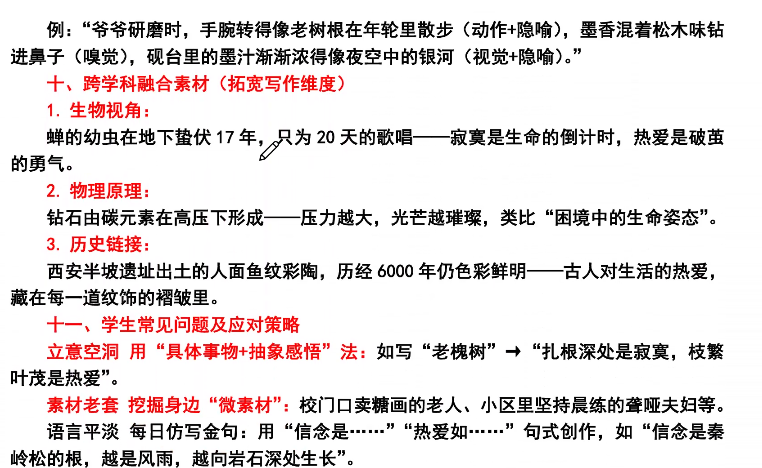 例：“爷爷研磨时，手腕转得像老树根在年轮里散步（动作+隐喻），墨香混着松木味钻
进鼻子（嗅觉），砚台里的墨汁渐渐浓得像夜空中的银河（视觉+隐喻）。”
十、跨学科融合素材（拓宽写作维度）
1. 生物视角：
蝉的幼虫在地下蛰伏 17 年，只为 20 天的歌唱——寂寞是生命的倒计时，热爱是破茧
的勇气。
2. 物理原理：
钻石由碳元素在高压下形成——压力越大，光芒越璀璨，类比“困境中的生命姿态”。
3. 历史链接：
西安半坡遗址出土的人面鱼纹彩陶，历经 6000 年仍色彩鲜明——古人对生活的热爱，
藏在每一道纹饰的褶皱里。
十一、学生常见问题及应对策略
立意空洞 用“具体事物+抽象感悟”法：如写“老槐树”→“扎根深处是寂寞，枝繁
叶茂是热爱”。
素材老套 挖掘身边“微素材”：校门口卖糖画的老人、小区里坚持晨练的聋哑夫妇等。
语言平淡 每日仿写金句：用“信念是……”“热爱如……”句式创作，如“信念是秦
岭松的根，越是风雨，越向岩石深处生长”。